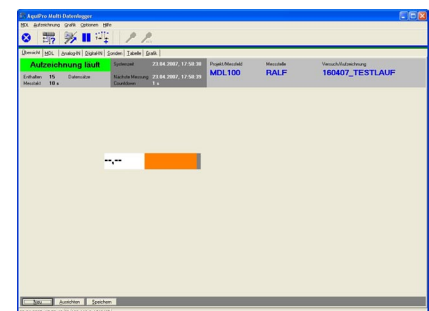 AquiPro Multi-Datenlogger
MDL Aufzeichnung Grafik Optionen Hilfe
Übersicht MDL Analog-IN Digital-IN Sonden Tabelle Grafik
Aufzeichnung läuft
Systemzeit 23.04.2007, 17:50:38
Projekt/Messfeld Messstelle Versuch/Aufzeichnung
MDL100 RALF 160407_TESTLAUF
Enthalten 15 Datensätze
Nächste Messung 23.04.2007, 17:50:39
Messtakt 10 s
Countdown 1 s
--,--
Neu Ausrichten Speichern